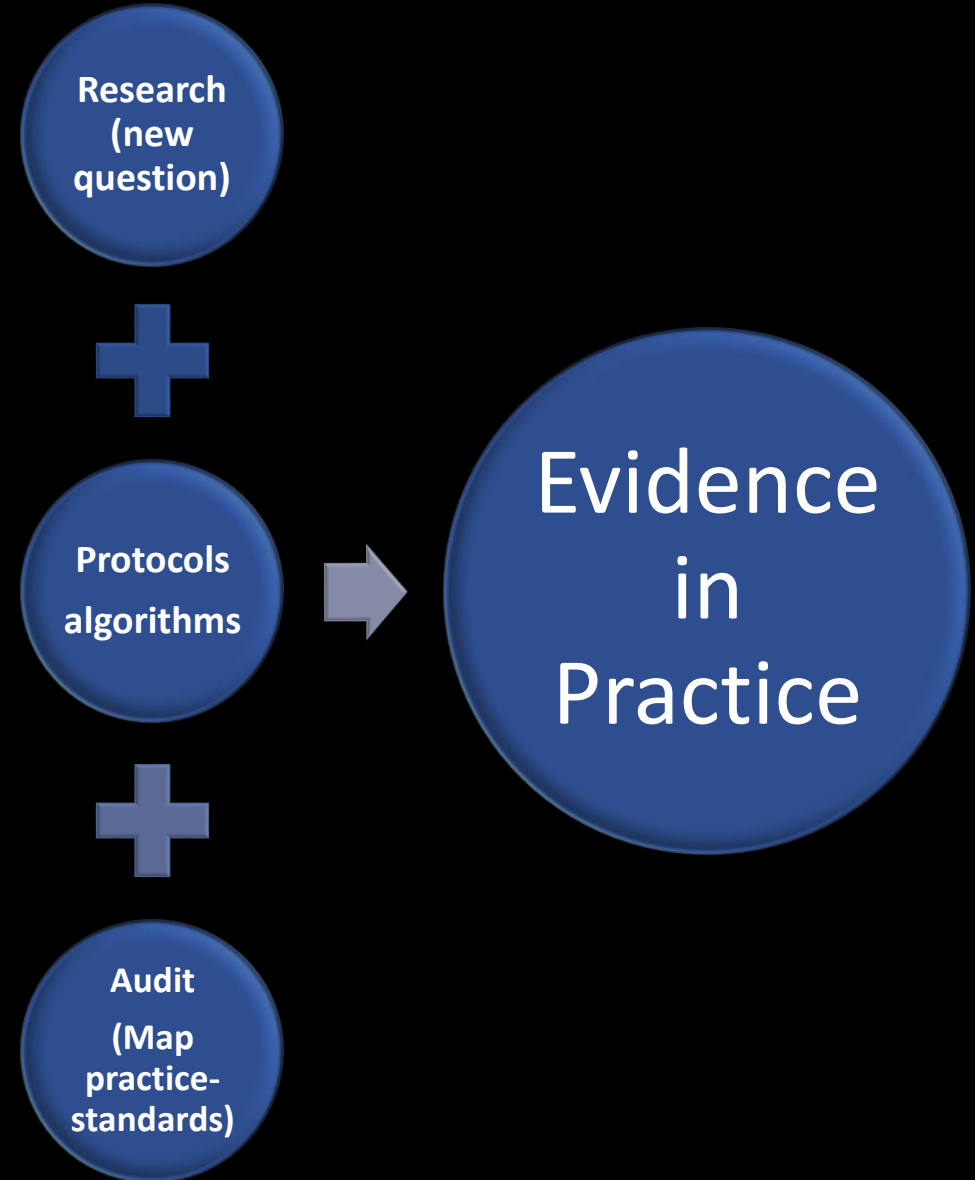 Research
(new
question)
Protocols
algorithms
Audit
(Map
practice-
standards)
Evidence
in
Practice